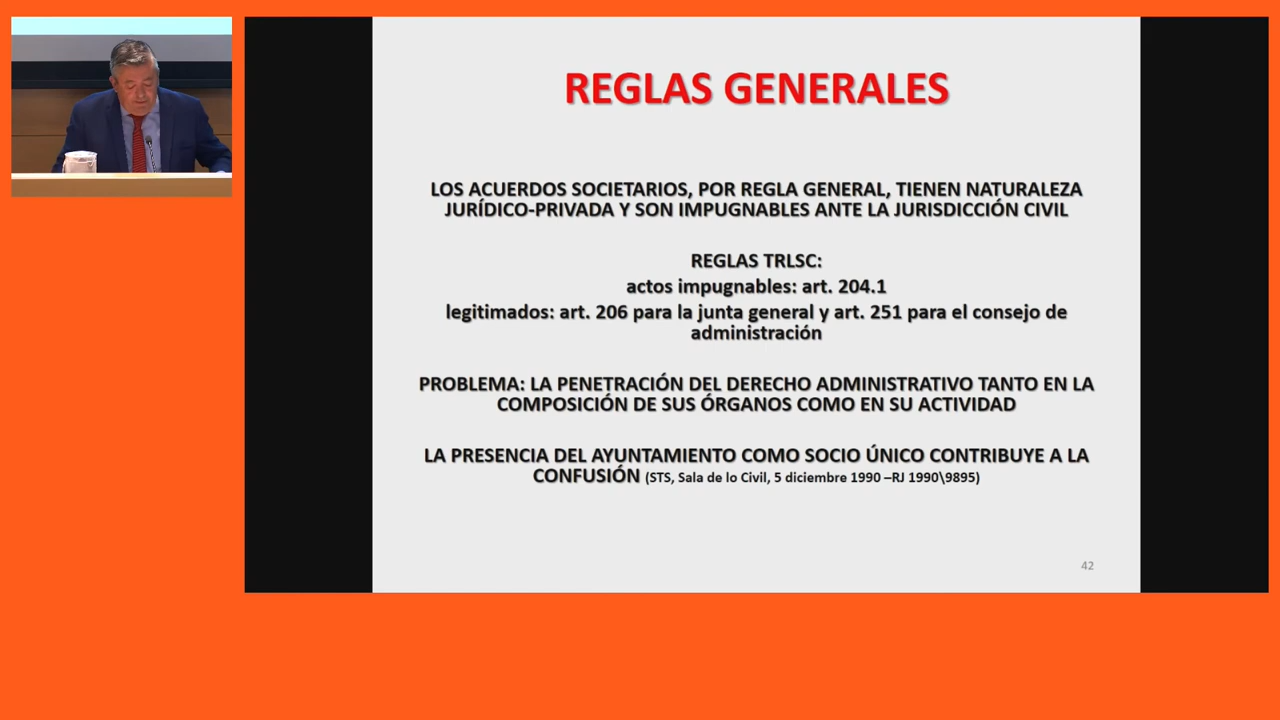 REGLAS GENERALES
LOS ACUERDOS SOCIETARIOS, POR REGLA GENERAL, TIENEN NATURALEZA
JURÍDICO-PRIVADA Y SON IMPUGNABLES ANTE LA JURISDICCIÓN CIVIL
REGLAS TRLSC:
actos impugnables: art. 204.1
legitimados: art. 206 para la junta general y art. 251 para el consejo de
administración
PROBLEMA: LA PENETRACIÓN DEL DERECHO ADMINISTRATIVO TANTO EN LA
COMPOSICIÓN DE SUS ÓRGANOS COMO EN SU ACTIVIDAD
LA PRESENCIA DEL AYUNTAMIENTO COMO SOCIO ÚNICO CONTRIBUYE A LA
CONFUSIÓN (STS, Sala de lo Civil, 5 diciembre 1990 –RJ 1990\9895)
42